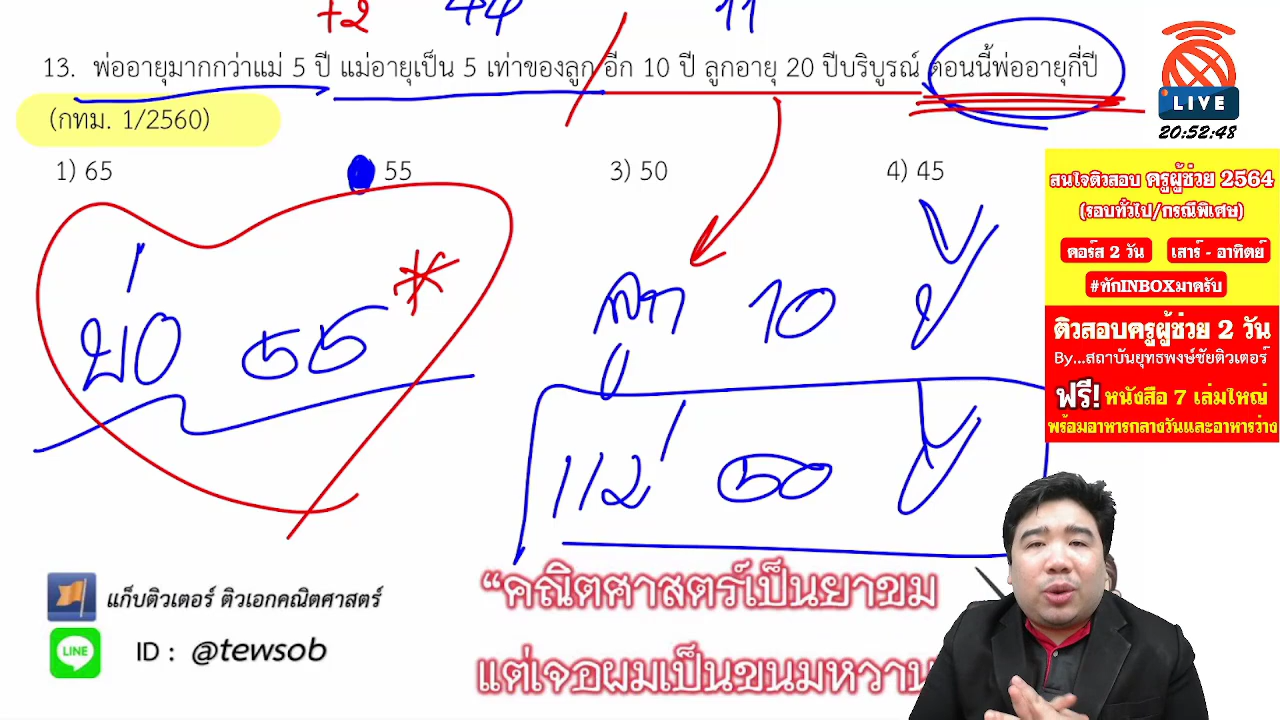 +2 44 11
13. พ่ออายุมากกว่าแม่ 5 ปี แม่อายุเป็น 5 เท่าของลูก อีก 10 ปี ลูกอายุ 20 ปีบริบูรณ์ ตอนนี้พ่ออายุกี่ปี
(กทม. 1/2560)
1) 65 55 3) 50 4) 45
LIVE
20:52:48
สนใจติวสอบ ครูผู้ช่วย 2564
(รอบทั่วไป/กรณีพิเศษ)
คอร์ส 2 วัน เสาร์ - อาทิตย์
#ทักINBOXมาครับ
ติวสอบครูผู้ช่วย 2 วัน
By...สถาบันยุทธพงษ์ชัยติวเตอร์
ฟรี! หนังสือ 7 เล่มใหญ่
พร้อมอาหารกลางวันและอาหารว่าง
พ่อ 55 *
ลูก 10 ปี
แม่ 50 ปี
แก็บติวเตอร์ ติวเอกคณิตศาสตร์
LINE ID : @tewsob
“คณิตศาสตร์เป็นยาขม
แต่เจอผมเป็นขนมหวาน